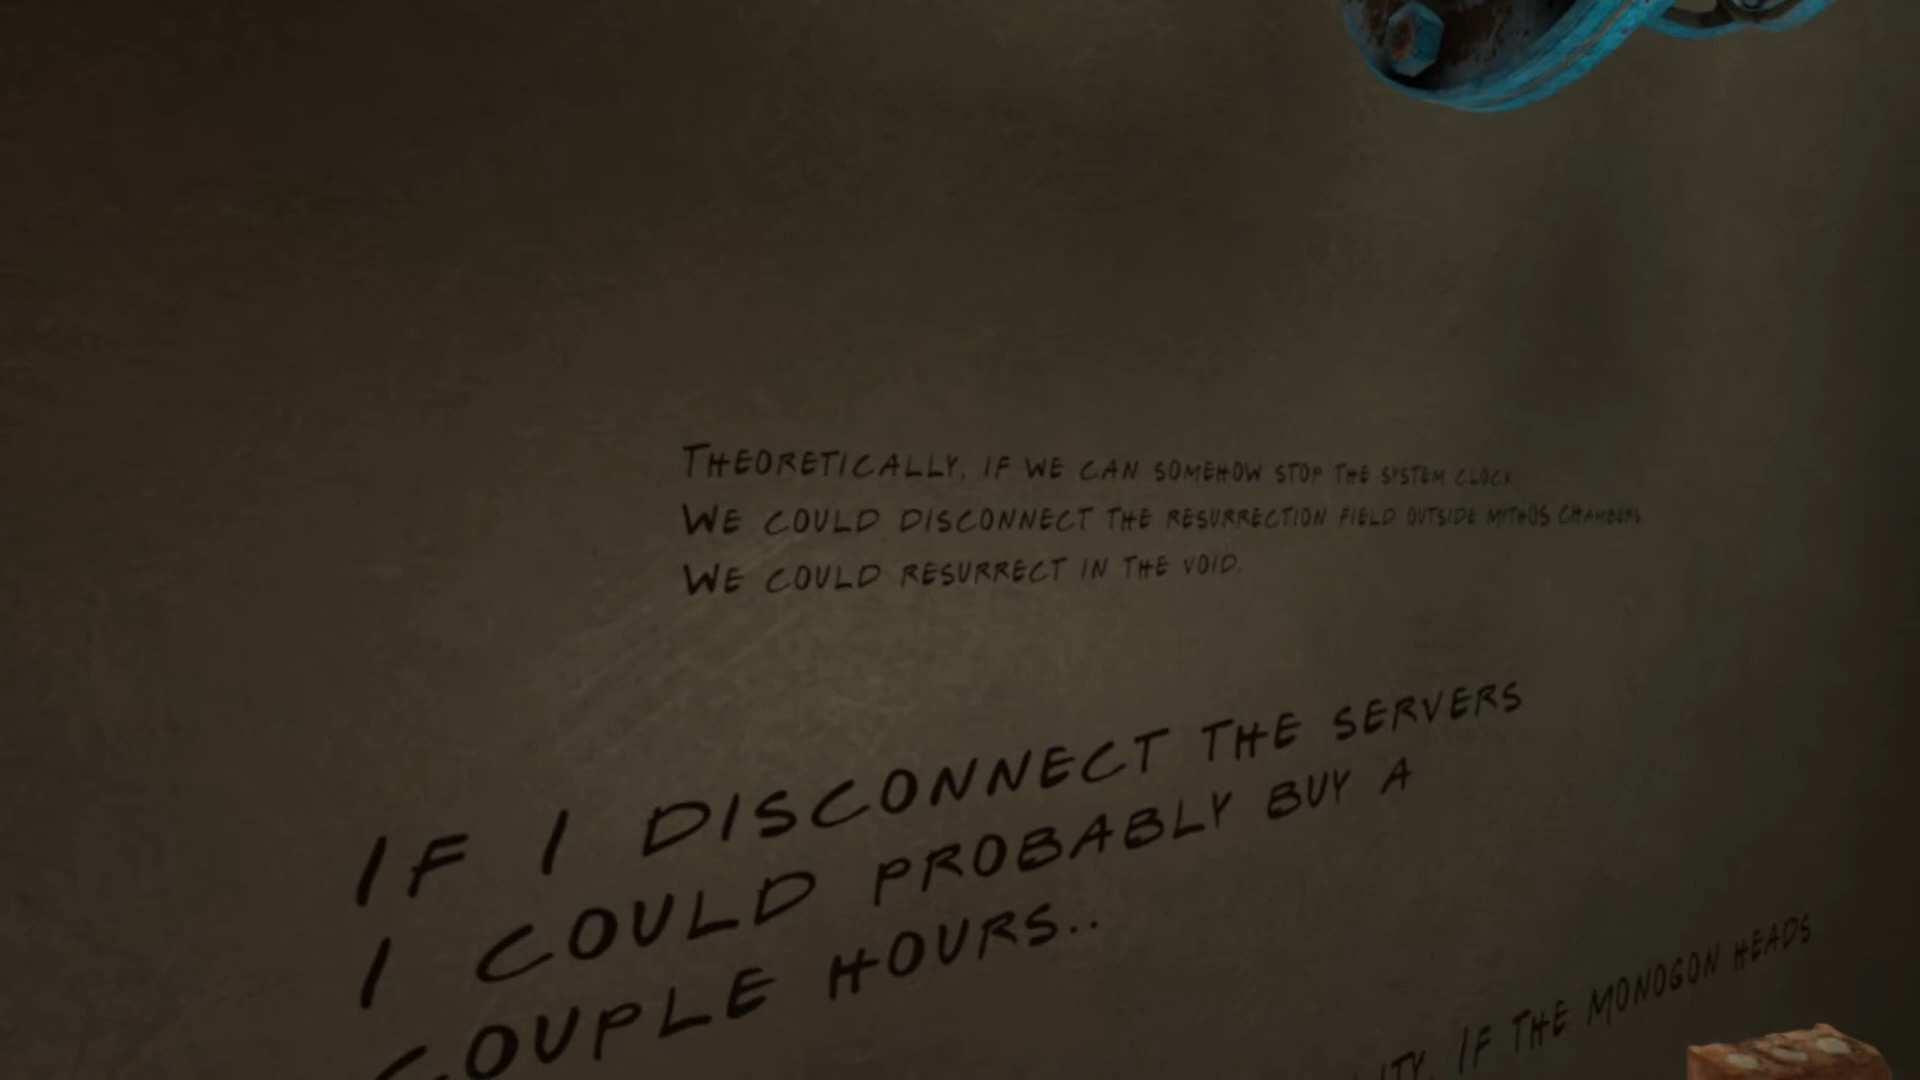 THEORETICALLY, IF WE CAN SOMEHOW STOP THE SYSTEM CLOCK
WE COULD DISCONNECT THE RESURRECTION FIELD OUTSIDE MITHOS CHAMBERS
WE COULD RESURRECT IN THE VOID.
IF I DISCONNECT THE SERVERS
I COULD PROBABLY BUY A
COUPLE HOURS..
IF THE MONOGON HEADS